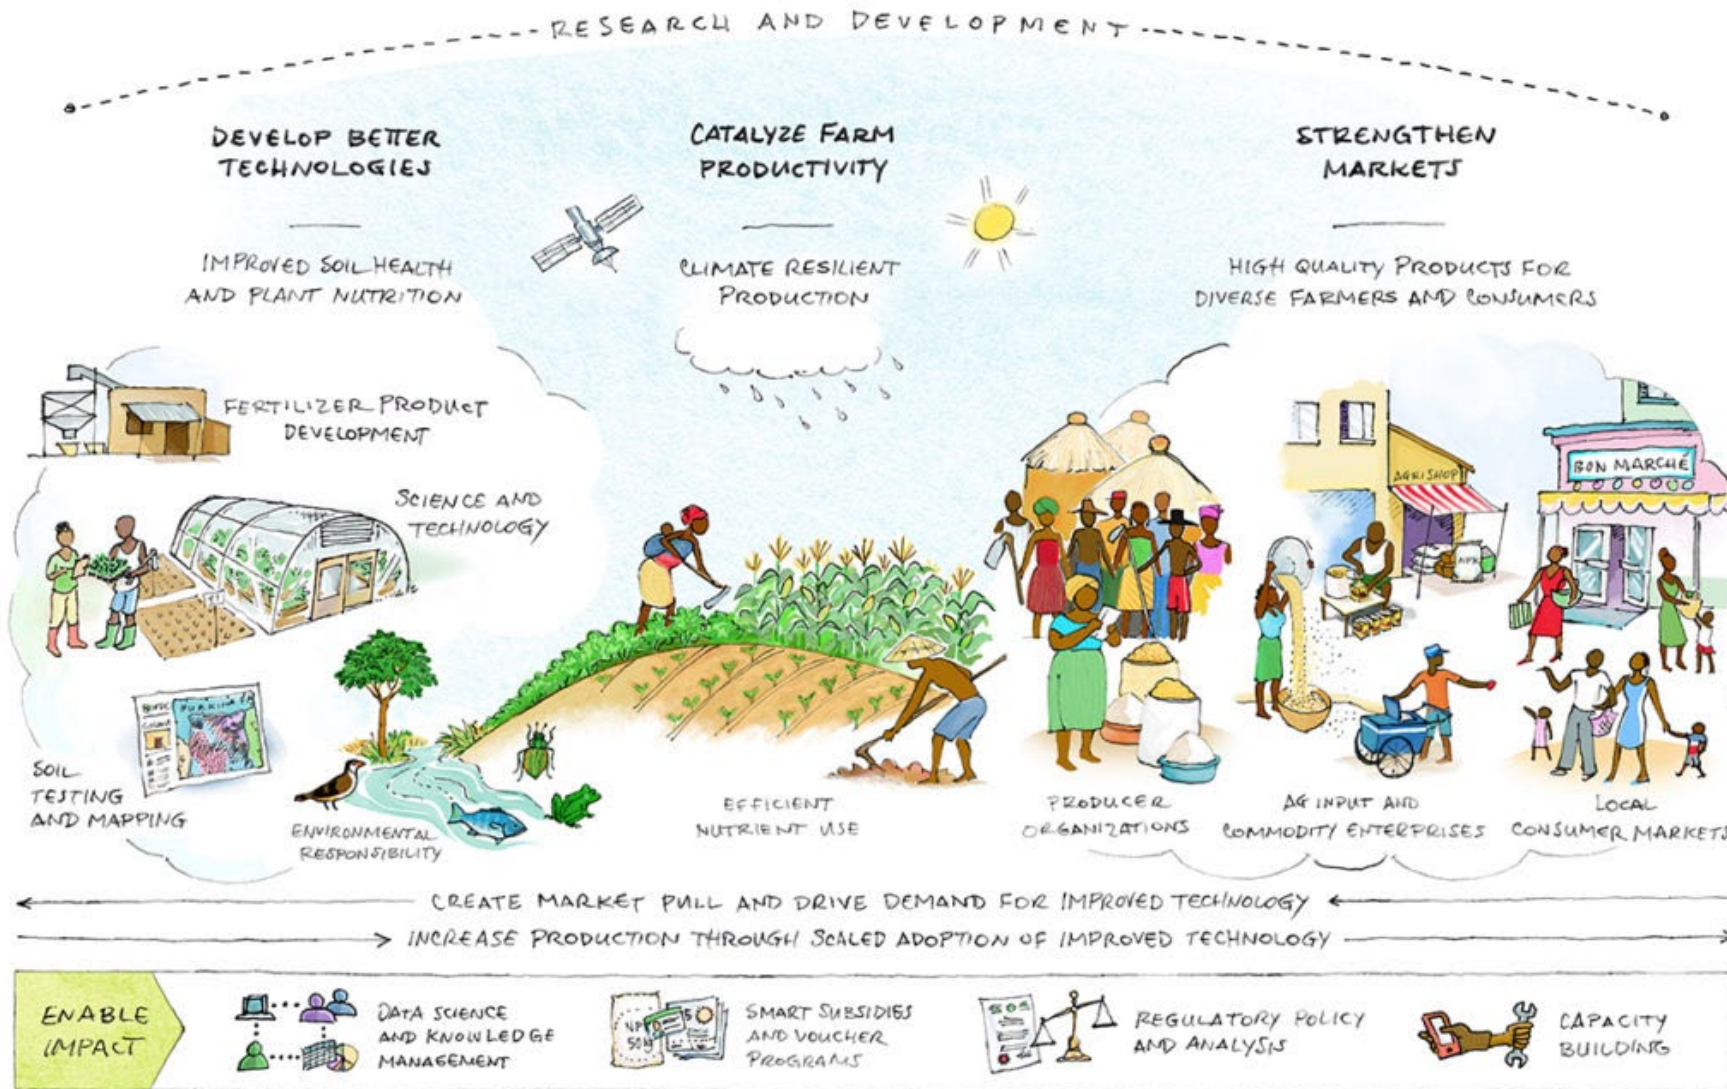 RESEARCH AND DEVELOPMENT
DEVELOP BETTER
TECHNOLOGIES
IMPROVED SOIL HEALTH
AND PLANT NUTRITION
CATALYZE FARM
PRODUCTIVITY
CLIMATE RESILIENT
PRODUCTION
STRENGTHEN
MARKETS
HIGH QUALITY PRODUCTS FOR
DIVERSE FARMERS AND CONSUMERS
FERTILIZER PRODUCT
DEVELOPMENT
SCIENCE AND
TECHNOLOGY
SOIL
TESTING
AND MAPPING
BURKINA FA
ENVIRONMENTAL
RESPONSIBILITY
EFFICIENT
NUTRIENT USE
AGRISHOP
BON MARCHÉ
PRODUCER
ORGANIZATIONS
AG INPUT AND
COMMODITY ENTERPRISES
LOCAL
CONSUMER MARKETS
CREATE MARKET PULL AND DRIVE DEMAND FOR IMPROVED TECHNOLOGY
INCREASE PRODUCTION THROUGH SCALED ADOPTION OF IMPROVED TECHNOLOGY
ENABLE
IMPACT
DATA SCIENCE
AND KNOWLEDGE
MANAGEMENT
SMART SUBSIDIES
AND VOUCHER
PROGRAMS
REGULATORY POLICY
AND ANALYSIS
CAPACITY
BUILDING